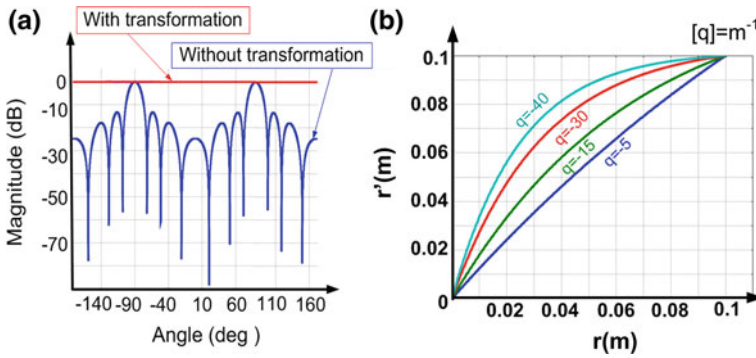 (a)
With transformation
Without transformation
0
-10
-30
-50
-70
Magnitude (dB)
-140 -90 -40 10 60 110 160
Angle (deg )
(b)
[q]=m⁻¹
0.1
0.08
0.06
0.04
0.02
0
r'(m)
q=-40
q=-30
q=-15
q=-5
0.02 0.04 0.06 0.08 0.1
r(m)